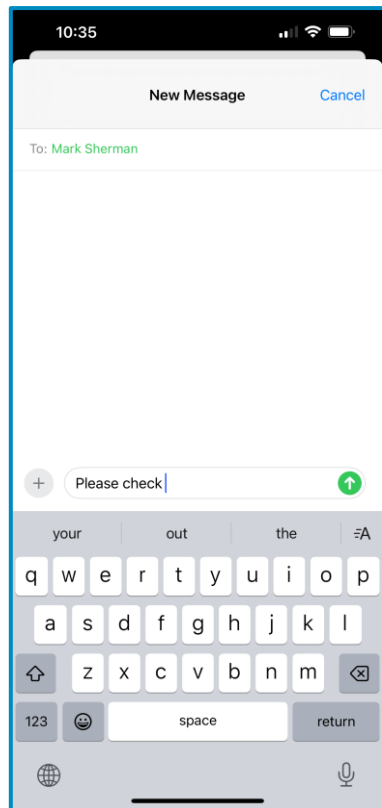 10:35
New Message Cancel
To: Mark Sherman
Please check
your out the A
q w e r t y u i o p
a s d f g h j k l
z x c v b n m
123 space return